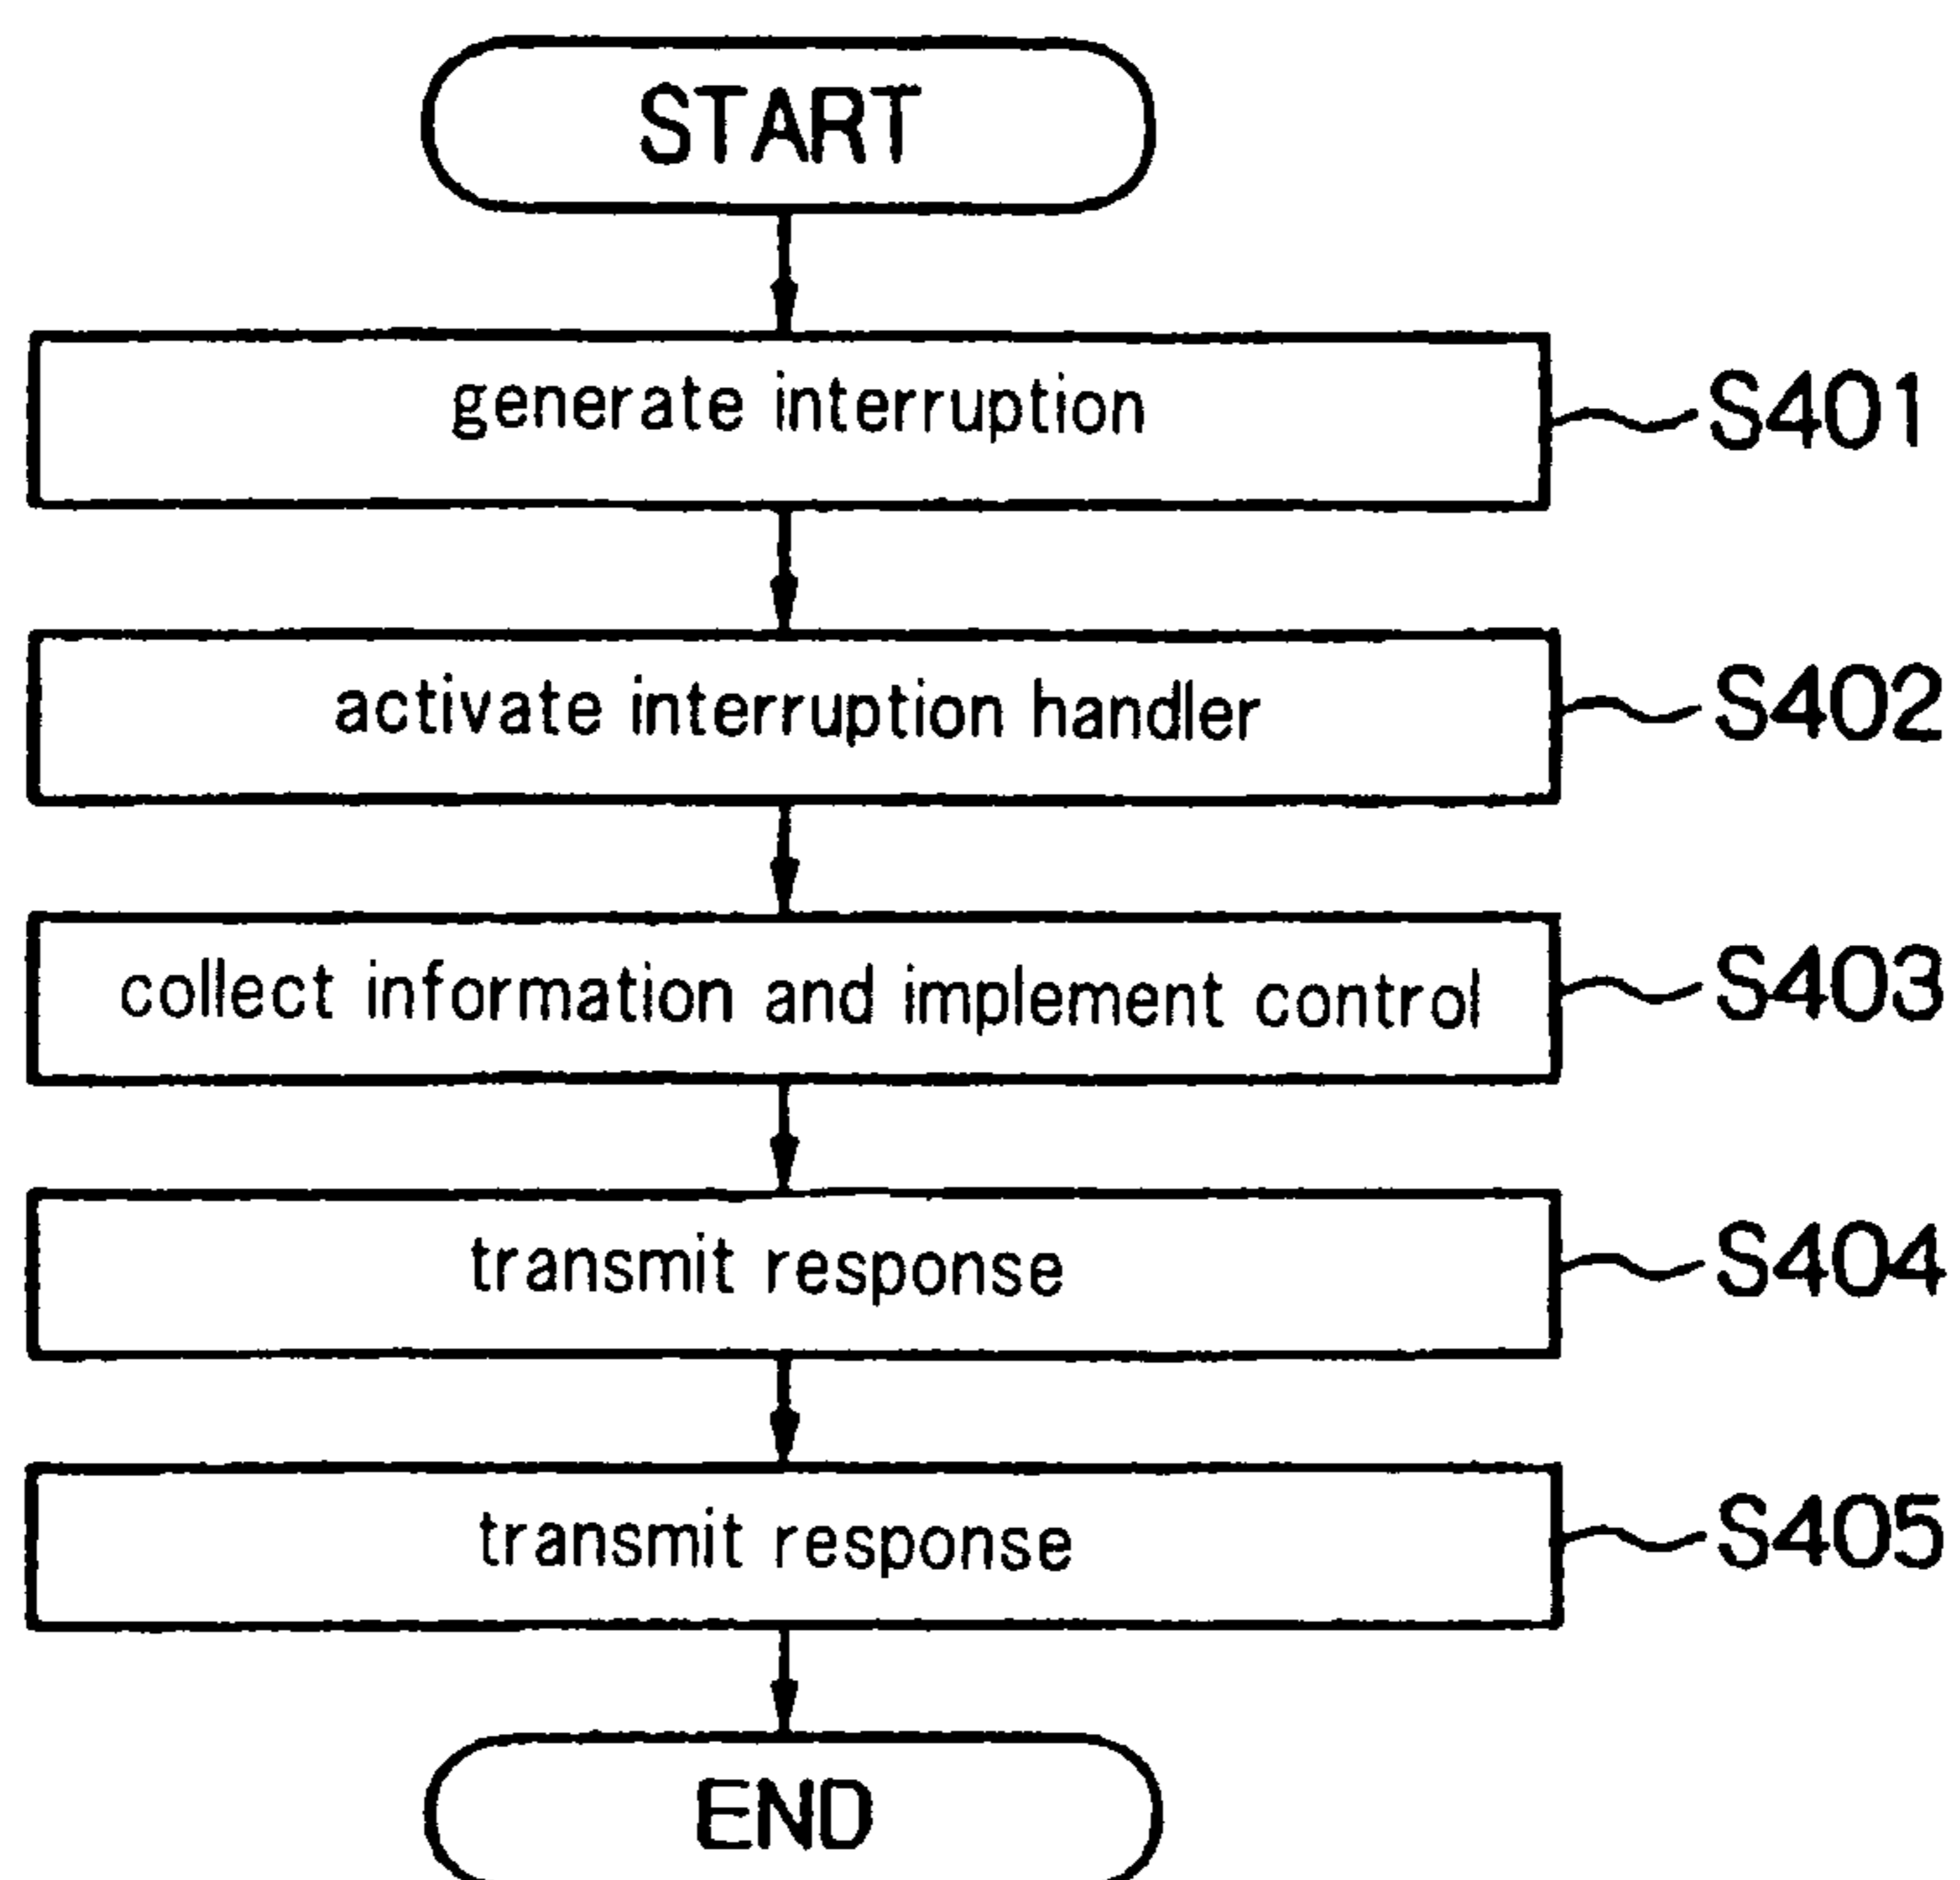 START
generate interruption
S401
activate interruption handler
S402
collect information and implement control
S403
transmit response
S404
transmit response
S405
END